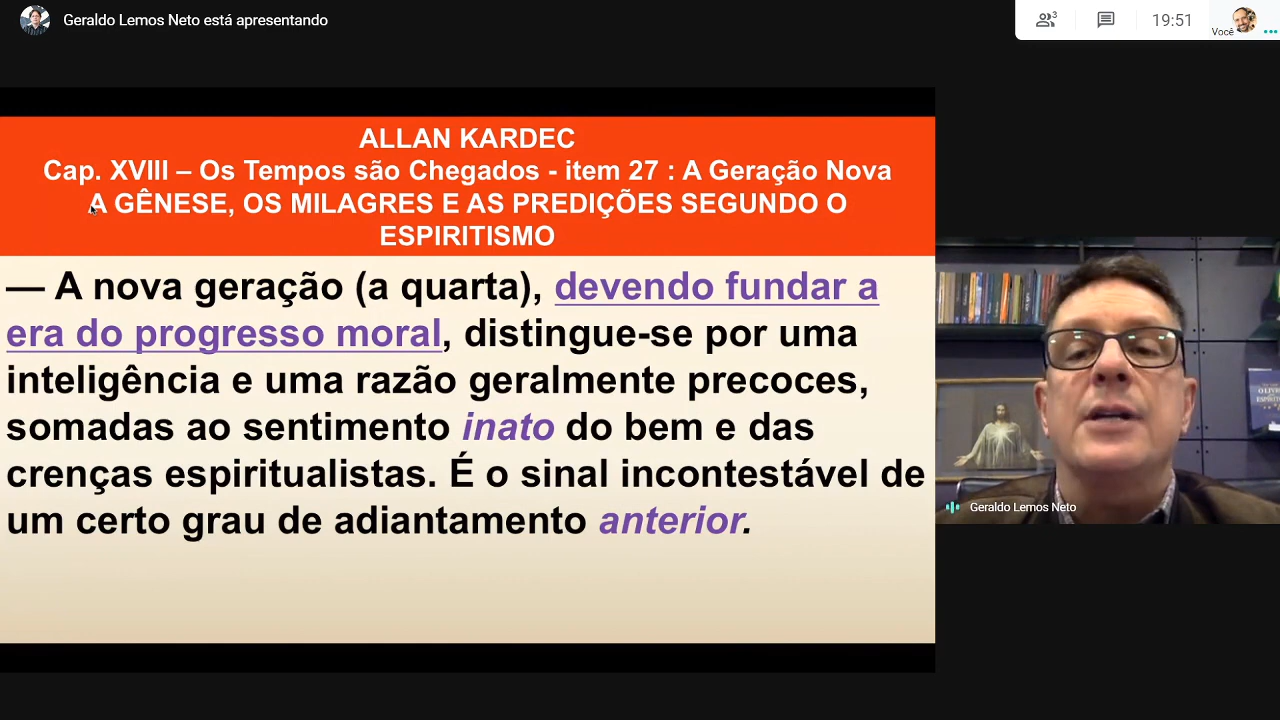 Geraldo Lemos Neto está apresentando
3
19:51
Você
ALLAN KARDEC
Cap. XVIII – Os Tempos são Chegados - item 27 : A Geração Nova
A GÊNESE, OS MILAGRES E AS PREDIÇÕES SEGUNDO O
ESPIRITISMO
— A nova geração (a quarta), devendo fundar a
era do progresso moral, distingue-se por uma
inteligência e uma razão geralmente precoces,
somadas ao sentimento inato do bem e das
crenças espiritualistas. É o sinal incontestável de
um certo grau de adiantamento anterior.
Geraldo Lemos Neto